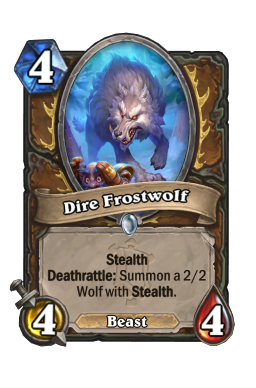 4
Dire Frostwolf
Stealth
Deathrattle: Summon a 2/2
Wolf with Stealth.
4
Beast
4